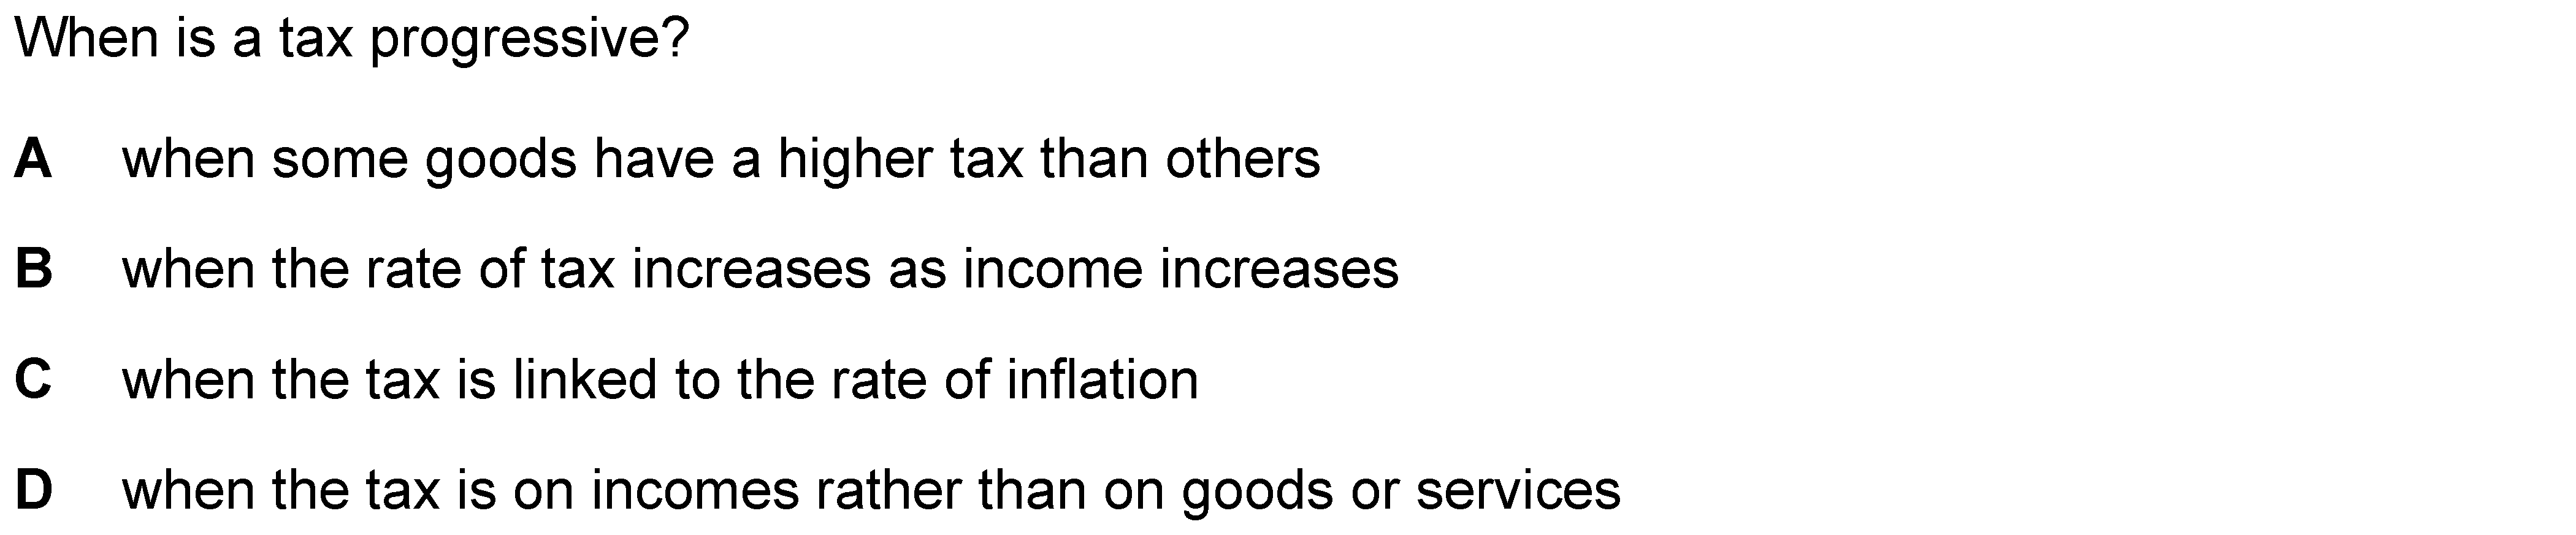 When is a tax progressive?
A when some goods have a higher tax than others
B when the rate of tax increases as income increases
C when the tax is linked to the rate of inflation
D when the tax is on incomes rather than on goods or services